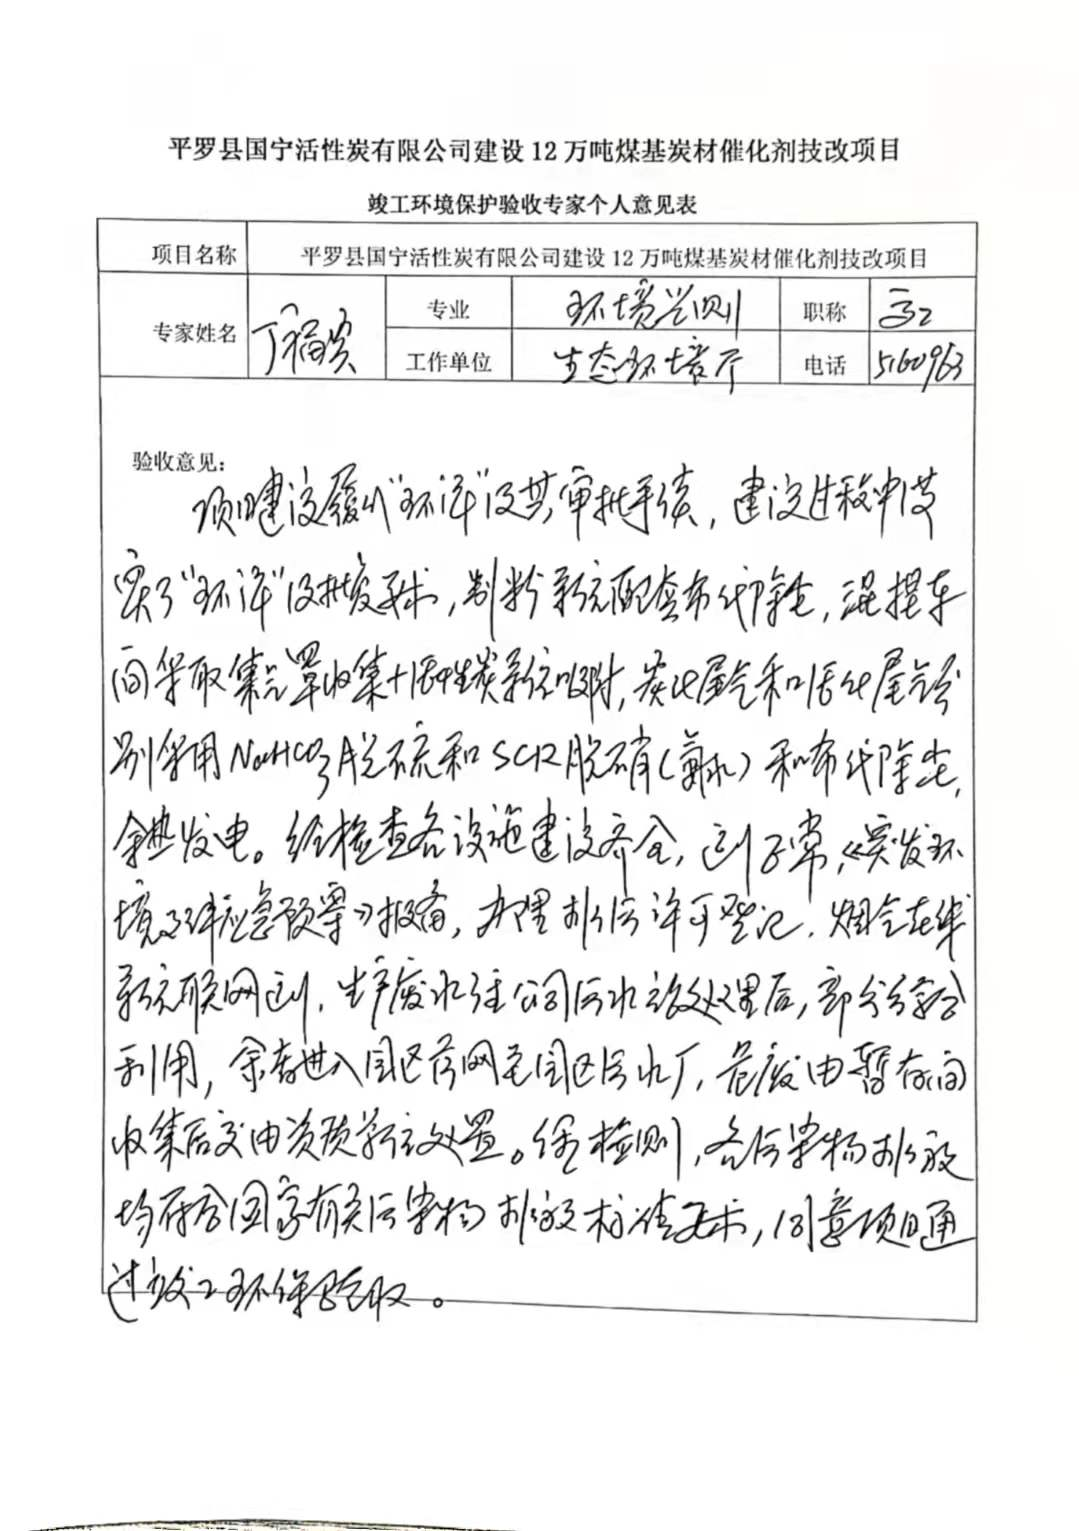 平罗县国宁活性炭有限公司建设12万吨煤基炭材催化剂技改项目
竣工环境保护验收专家个人意见表
项目名称 平罗县国宁活性炭有限公司建设12万吨煤基炭材催化剂技改项目
专家姓名 专业 环境监测 职称 高工
工作单位 生态环境厅 电话 5160963
验收意见：
项目建设履行"环评"及其审批手续，建设过程中落
实了"环评"及批复要求，制粉系统配套布袋除尘，混捏车
间采取集气罩收集+活性炭系统吸附，炭化尾气和活化尾气分
别采用NaHCO3脱硫和SCR脱硝（氨水）和布袋除尘，
余热发电。经检查各设施建设齐全，运行正常，《突发环
境事件应急预案》报备，办理排污许可登记，烟气在线
系统联网运行，生产废水经公司污水站处理后，部分综合
利用，余存进入园区管网至园区污水厂，危废由暂存间
收集后交由资质单位处置。经检测，各污染物排放
均符合国家有关污染物排放标准要求，同意项目通
过竣工环保验收。